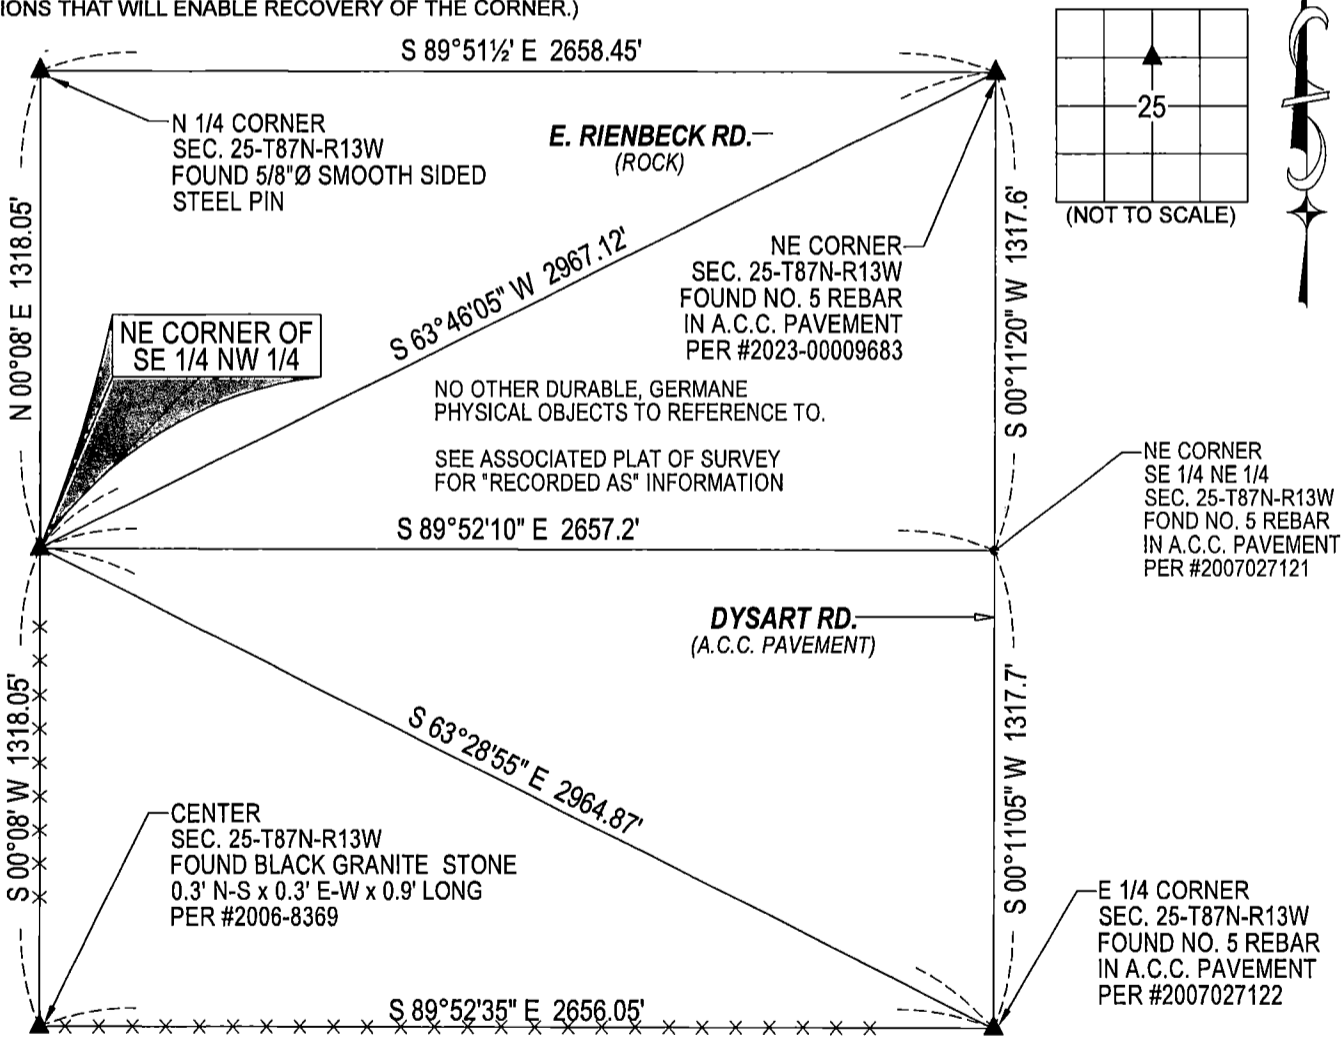 IONS THAT WILL ENABLE RECOVERY OF THE CORNER.)
S 89°51½' E 2658.45'
N 1/4 CORNER
SEC. 25-T87N-R13W
FOUND 5/8"Ø SMOOTH SIDED
STEEL PIN
E. RIENBECK RD.
(ROCK)
25
(NOT TO SCALE)
N 00°08' E 1318.05'
S 63°46'05" W 2967.12'
NE CORNER
SEC. 25-T87N-R13W
FOUND NO. 5 REBAR
IN A.C.C. PAVEMENT
PER #2023-00009683
S 00°11'20" W 1317.6'
NE CORNER OF
SE 1/4 NW 1/4
NO OTHER DURABLE, GERMANE
PHYSICAL OBJECTS TO REFERENCE TO.
SEE ASSOCIATED PLAT OF SURVEY
FOR "RECORDED AS" INFORMATION
NE CORNER
SE 1/4 NE 1/4
SEC. 25-T87N-R13W
FOND NO. 5 REBAR
IN A.C.C. PAVEMENT
PER #2007027121
S 89°52'10" E 2657.2'
DYSART RD.
(A.C.C. PAVEMENT)
S 00°08' W 1318.05'
S 63°28'55" E 2964.87'
S 00°11'05" W 1317.7'
CENTER
SEC. 25-T87N-R13W
FOUND BLACK GRANITE STONE
0.3' N-S x 0.3' E-W x 0.9' LONG
PER #2006-8369
E 1/4 CORNER
SEC. 25-T87N-R13W
FOUND NO. 5 REBAR
IN A.C.C. PAVEMENT
PER #2007027122
S 89°52'35" E 2656.05'